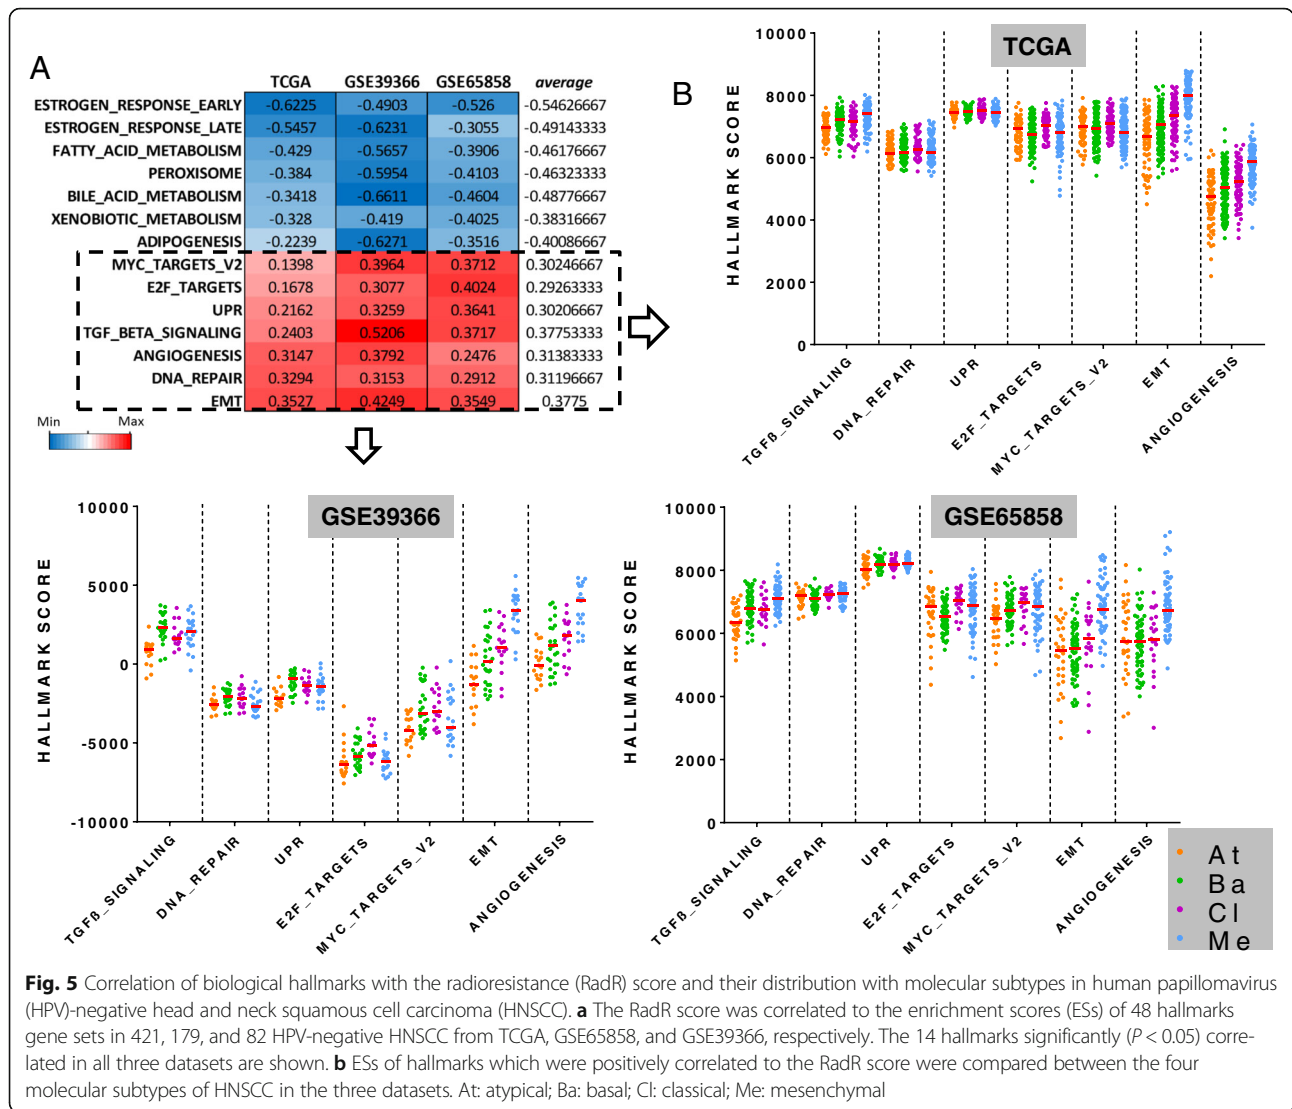 A
TCGA GSE39366 GSE65858 average
ESTROGEN_RESPONSE_EARLY -0.6225 -0.4903 -0.526 -0.54626667
ESTROGEN_RESPONSE_LATE -0.5457 -0.6231 -0.3055 -0.49143333
FATTY_ACID_METABOLISM -0.429 -0.5657 -0.3906 -0.46176667
PEROXISOME -0.384 -0.5954 -0.4103 -0.46323333
BILE_ACID_METABOLISM -0.3418 -0.6611 -0.4604 -0.48776667
XENOBIOTIC_METABOLISM -0.328 -0.419 -0.4025 -0.38316667
ADIPOGENESIS -0.2239 -0.6271 -0.3516 -0.40086667
MYC_TARGETS_V2 0.1398 0.3964 0.3712 0.30246667
E2F_TARGETS 0.1678 0.3077 0.4024 0.29263333
UPR 0.2162 0.3259 0.3641 0.30206667
TGF_BETA_SIGNALING 0.2403 0.5206 0.3717 0.37753333
ANGIOGENESIS 0.3147 0.3792 0.2476 0.31383333
DNA_REPAIR 0.3294 0.3153 0.2912 0.31196667
EMT 0.3527 0.4249 0.3549 0.3775
Min Max
B
TCGA
HALLMARK SCORE
10000
8000
6000
4000
2000
0
TGFß_SIGNALING
DNA_REPAIR
UPR
E2F_TARGETS
MYC_TARGETS_V2
EMT
ANGIOGENESIS
GSE39366
HALLMARK SCORE
10000
5000
0
-5000
-10000
TGFß_SIGNALING
DNA_REPAIR
UPR
E2F_TARGETS
MYC_TARGETS_V2
EMT
ANGIOGENESIS
GSE65858
HALLMARK SCORE
10000
8000
6000
4000
2000
0
TGFß_SIGNALING
DNA_REPAIR
UPR
E2F_TARGETS
MYC_TARGETS_V2
EMT
ANGIOGENESIS
At
Ba
Cl
Me
Fig. 5 Correlation of biological hallmarks with the radioresistance (RadR) score and their distribution with molecular subtypes in human papillomavirus
(HPV)-negative head and neck squamous cell carcinoma (HNSCC). a The RadR score was correlated to the enrichment scores (ESs) of 48 hallmarks
gene sets in 421, 179, and 82 HPV-negative HNSCC from TCGA, GSE65858, and GSE39366, respectively. The 14 hallmarks significantly (P < 0.05) corre-
lated in all three datasets are shown. b ESs of hallmarks which were positively correlated to the RadR score were compared between the four
molecular subtypes of HNSCC in the three datasets. At: atypical; Ba: basal; Cl: classical; Me: mesenchymal